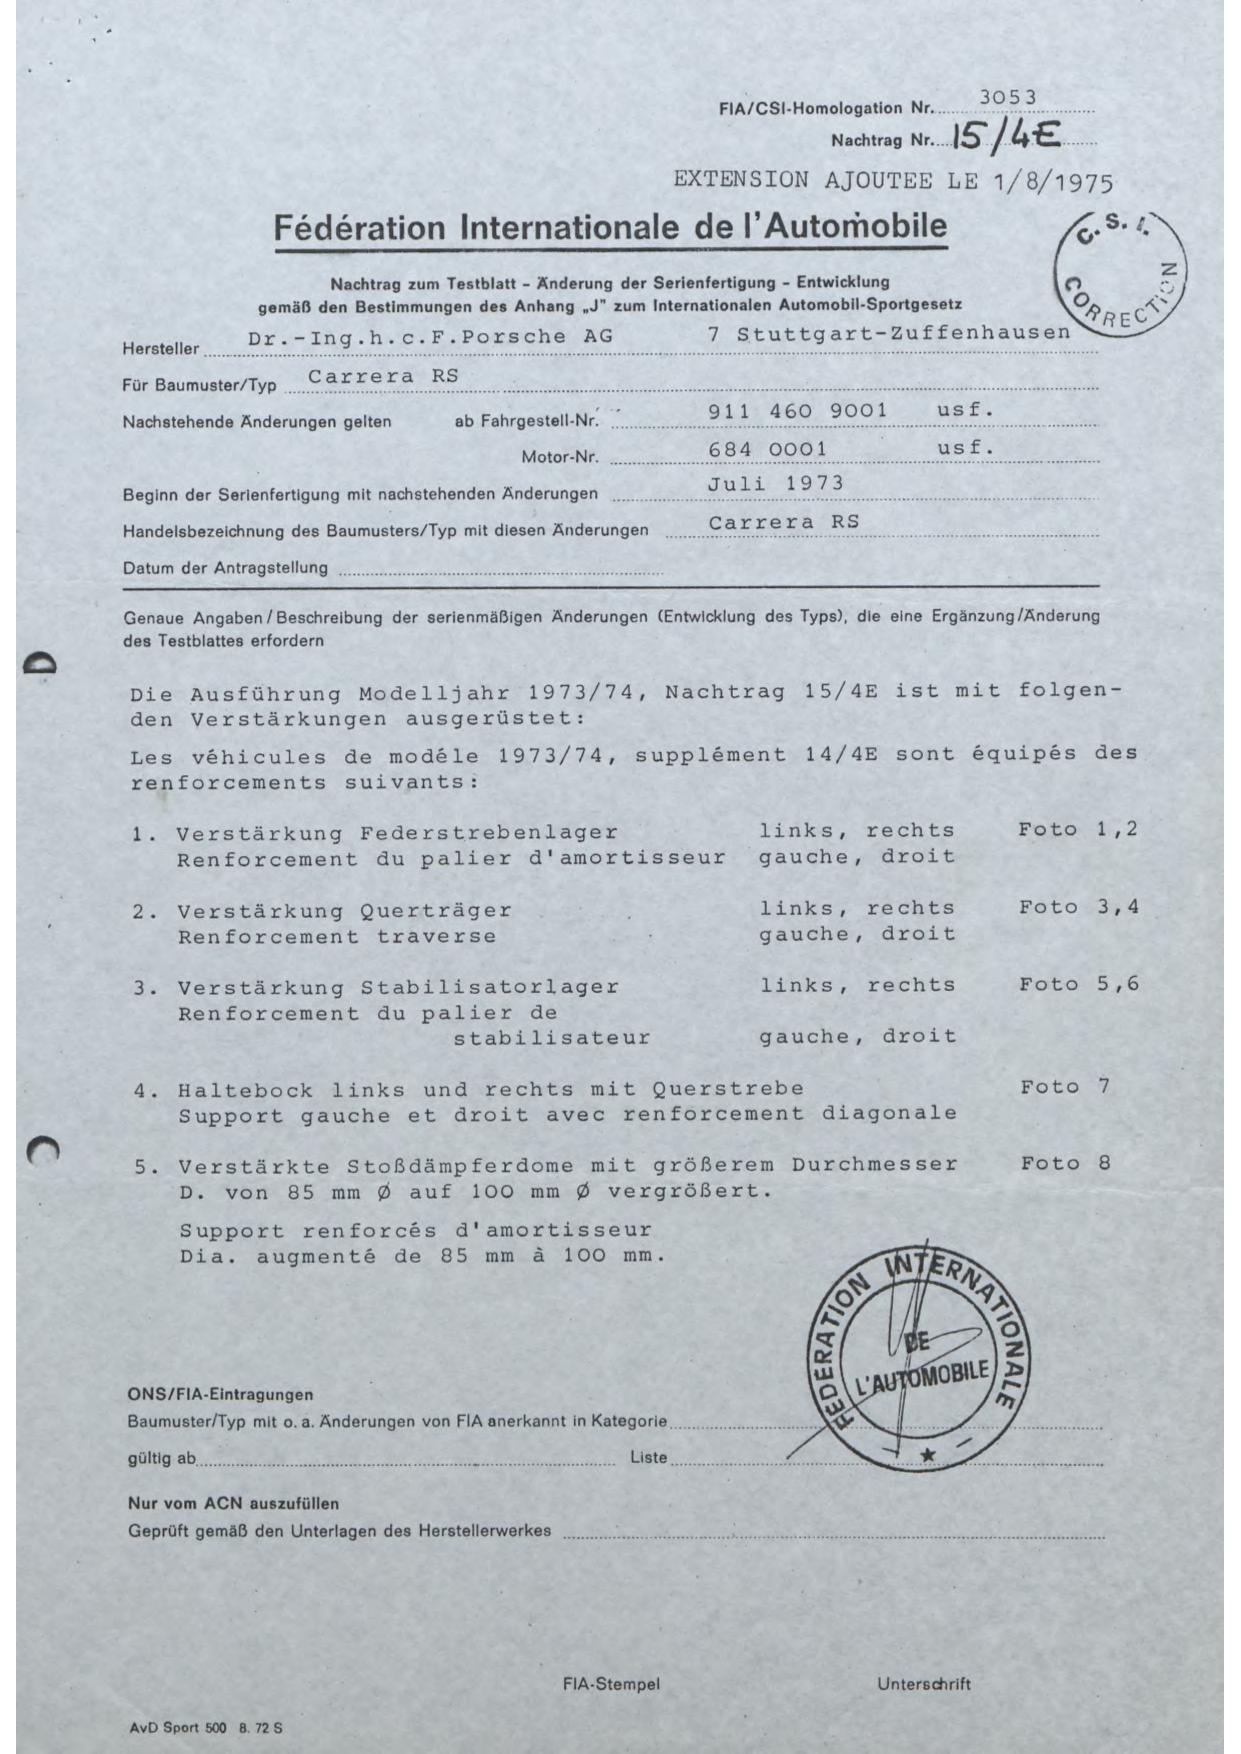 FIA/CSI-Homologation Nr. 3053
Nachtrag Nr. 15/4E
EXTENSION AJOUTEE LE 1/8/1975
C.S.I. CORRECTION
Fédération Internationale de l'Automobile
Nachtrag zum Testblatt – Änderung der Serienfertigung – Entwicklung
gemäß den Bestimmungen des Anhang „J" zum Internationalen Automobil-Sportgesetz
Hersteller Dr.-Ing.h.c.F.Porsche AG 7 Stuttgart-Zuffenhausen
Für Baumuster/Typ Carrera RS
Nachstehende Änderungen gelten ab Fahrgestell-Nr. 911 460 9001 usf.
Motor-Nr. 684 0001 usf.
Beginn der Serienfertigung mit nachstehenden Änderungen Juli 1973
Handelsbezeichnung des Baumusters/Typ mit diesen Änderungen Carrera RS
Datum der Antragstellung
Genaue Angaben/Beschreibung der serienmäßigen Änderungen (Entwicklung des Typs), die eine Ergänzung/Änderung
des Testblattes erfordern
Die Ausführung Modelljahr 1973/74, Nachtrag 15/4E ist mit folgen-
den Verstärkungen ausgerüstet:
Les véhicules de modéle 1973/74, supplément 14/4E sont équipés des
renforcements suivants:
1. Verstärkung Federstrebenlager links, rechts Foto 1,2
Renforcement du palier d'amortisseur gauche, droit
2. Verstärkung Querträger links, rechts Foto 3,4
Renforcement traverse gauche, droit
3. Verstärkung Stabilisatorlager links, rechts Foto 5,6
Renforcement du palier de
stabilisateur gauche, droit
4. Haltebock links und rechts mit Querstrebe Foto 7
Support gauche et droit avec renforcement diagonale
5. Verstärkte Stoßdämpferdome mit größerem Durchmesser Foto 8
D. von 85 mm Ø auf 100 mm Ø vergrößert.
Support renforcés d'amortisseur
Dia. augmenté de 85 mm à 100 mm.
FEDERATION INTERNATIONALE
DE
L'AUTOMOBILE
ONS/FIA-Eintragungen
Baumuster/Typ mit o. a. Änderungen von FIA anerkannt in Kategorie
gültig ab Liste
Nur vom ACN auszufüllen
Geprüft gemäß den Unterlagen des Herstellerwerkes
FIA-Stempel Unterschrift
AvD Sport 500 8. 72 S